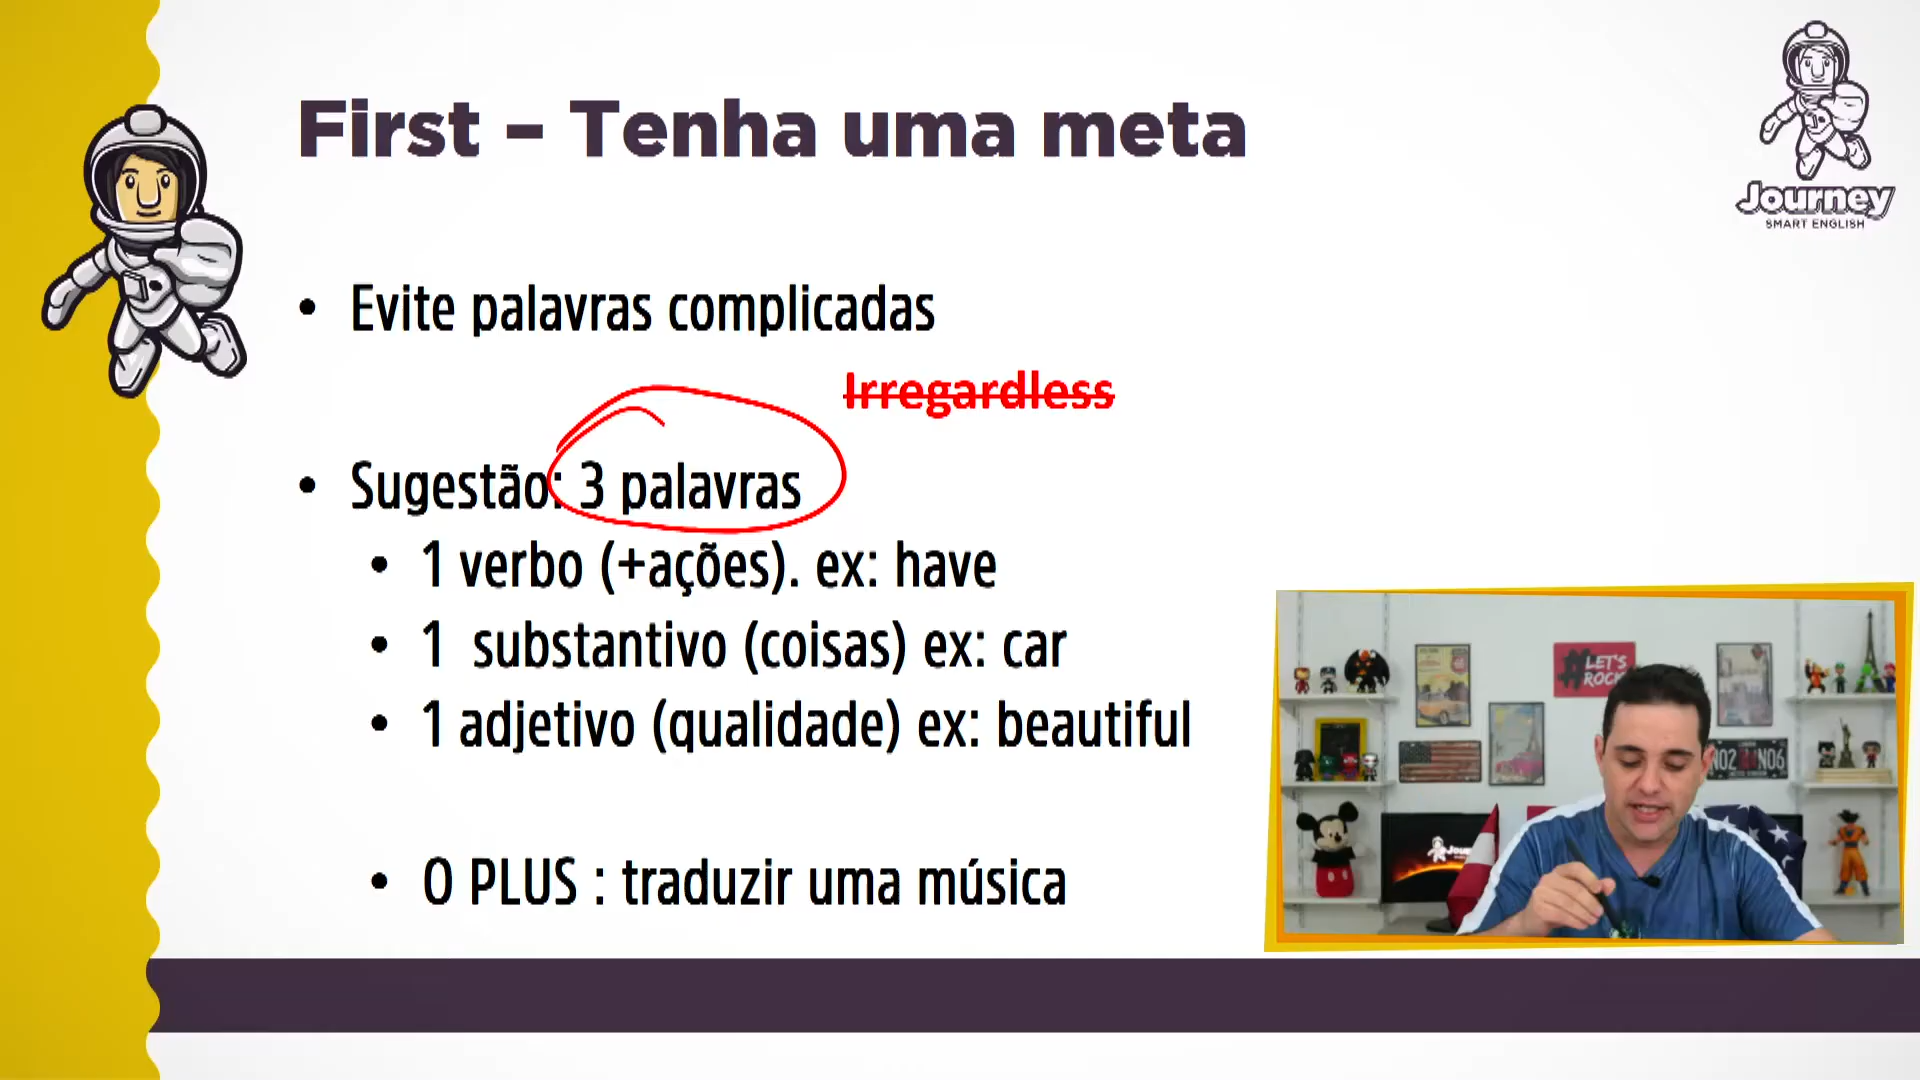 First – Tenha uma meta
Journey
SMART ENGLISH
• Evite palavras complicadas
Irregardless
• Sugestão: 3 palavras
• 1 verbo (+ações). ex: have
• 1 substantivo (coisas) ex: car
• 1 adjetivo (qualidade) ex: beautiful
• O PLUS : traduzir uma música
#LET'S
ROCK
NO6